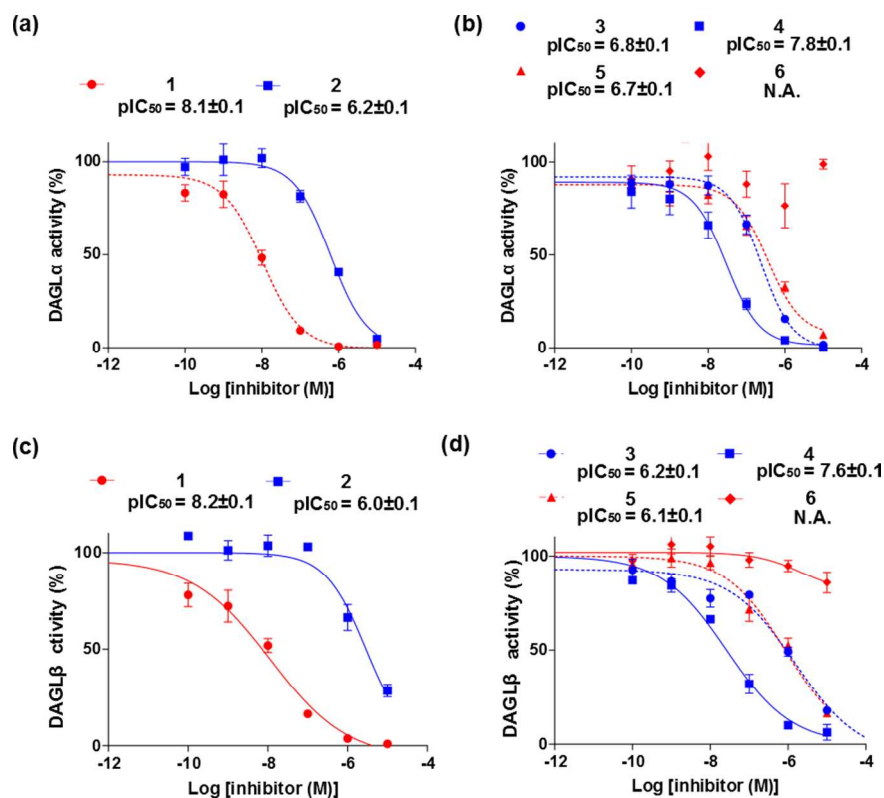 (a)
1
pIC50 = 8.1±0.1
2
pIC50 = 6.2±0.1
DAGLα activity (%)
100
50
0
-12
-10
-8
-6
-4
Log [inhibitor (M)]
(b)
3
pIC50 = 6.8±0.1
4
pIC50 = 7.8±0.1
5
pIC50 = 6.7±0.1
6
N.A.
DAGLα activity (%)
100
50
0
-12
-10
-8
-6
-4
Log [inhibitor (M)]
(c)
1
pIC50 = 8.2±0.1
2
pIC50 = 6.0±0.1
DAGLβ ctivity (%)
100
50
0
-12
-10
-8
-6
-4
Log [inhibitor (M)]
(d)
3
pIC50 = 6.2±0.1
4
pIC50 = 7.6±0.1
5
pIC50 = 6.1±0.1
6
N.A.
DAGLβ activity (%)
100
50
0
-12
-10
-8
-6
-4
Log [inhibitor (M)]